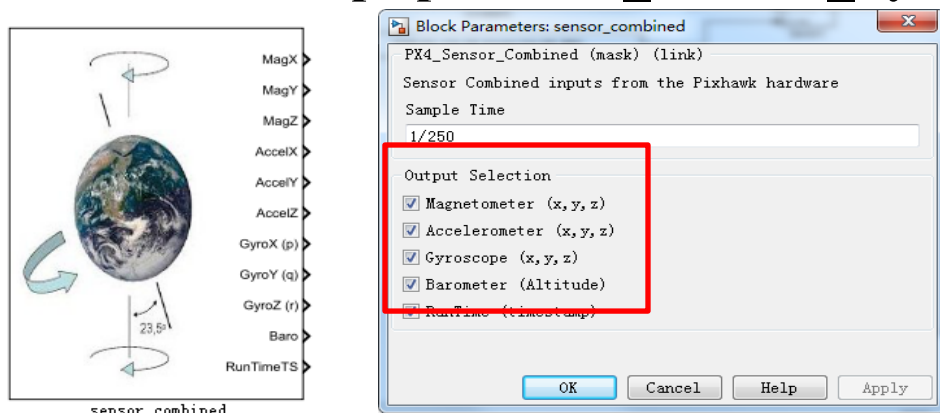 MagX
MagY
MagZ
AccelX
AccelY
AccelZ
GyroX (p)
GyroY (q)
GyroZ (r)
Baro
RunTimeTS
23,5º
sensor_combined
Block Parameters: sensor_combined
PX4_Sensor_Combined (mask) (link)
Sensor Combined inputs from the Pixhawk hardware
Sample Time
1/250
Output Selection
Magnetometer (x,y,z)
Accelerometer (x,y,z)
Gyroscope (x,y,z)
Barometer (Altitude)
RunTime (timestamp)
OK Cancel Help Apply